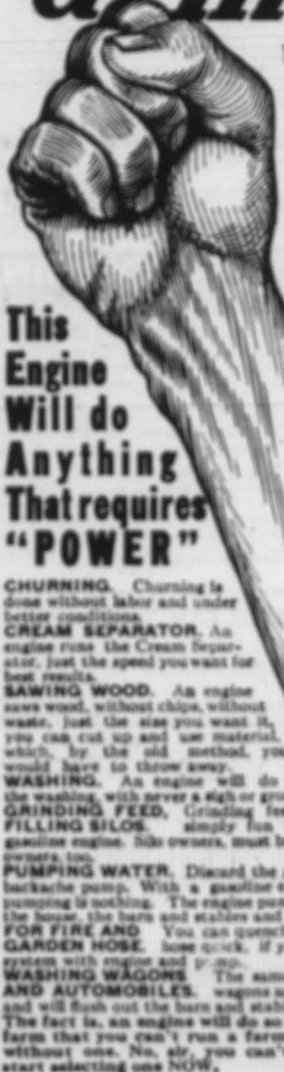 This
Engine
Will do
Anything
That requires
"POWER"
CHURNING. Churning is
done without labor and under
better conditions.
CREAM SEPARATOR. An
engine runs the Cream Separ-
ator, just the speed you want for
best results.
SAWING WOOD. An engine
saws wood, without chips, without
waste, just the size you want it,
you can cut up and use material,
which, by the old method, you
would have to throw away.
WASHING. An engine will do
the washing, with never a sigh or
GRINDING FEED, Grinding
FILLING SILOS. simply fun
gasoline engine. Silo owners, must
owners, too.
PUMPING WATER. Discard the
backache pump. With a gasoline
pumping is nothing. The engine
the house, the barn and stables and
FOR FIRE AND You can quench
GARDEN HOSE. hose quick, if
system with engine and pump.
WASHING WAGONS The same
AND AUTOMOBILES. wagons
and will flush out the barn and
The fact is, an engine will do so
farm that you can't run a farm
without one. No, sir, you can't
start selecting one NOW.